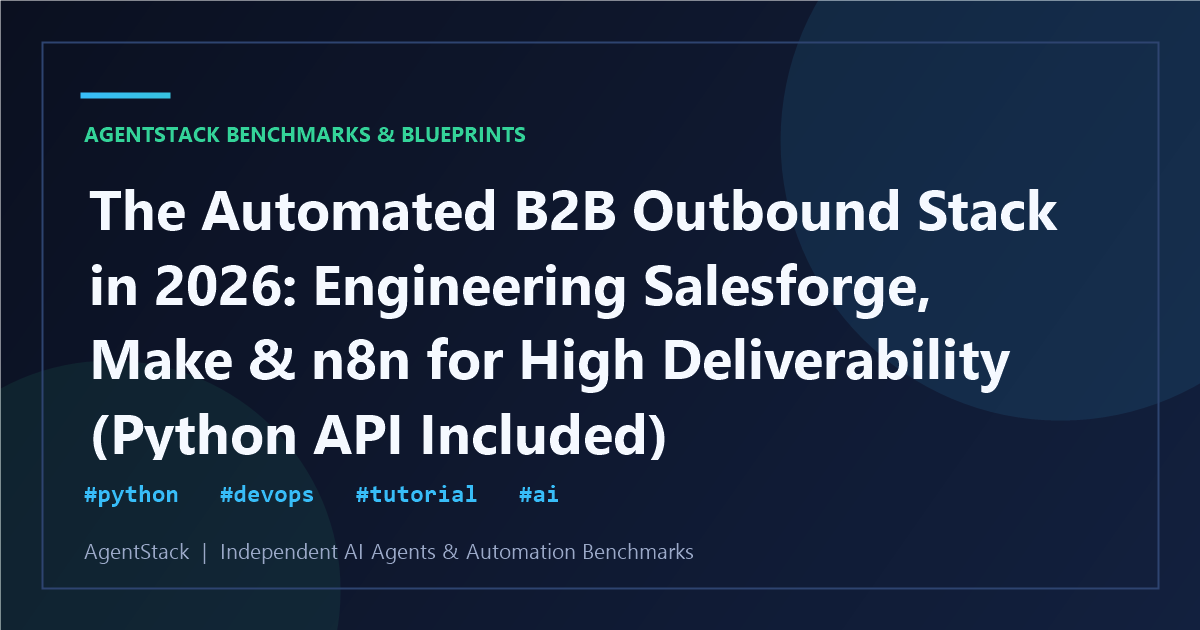 AGENTSTACK BENCHMARKS & BLUEPRINTS
The Automated B2B Outbound Stack
in 2026: Engineering Salesforge,
Make & n8n for High Deliverability
(Python API Included)
#python #devops #tutorial #ai
AgentStack | Independent AI Agents & Automation Benchmarks